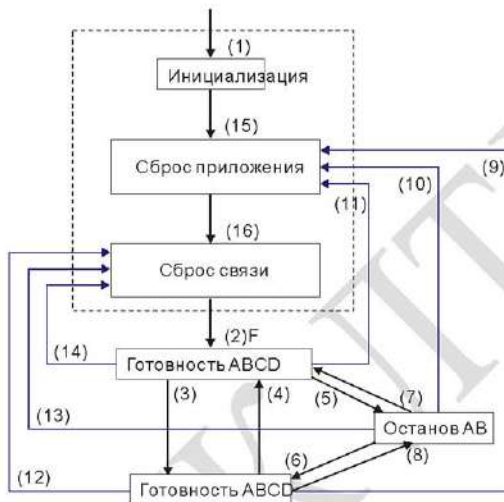 (1)
Инициализация
(15)
Сброс приложения
(9)
(10)
(11)
(16)
Сброс связи
(2)F
(14)
Готовность ABCD
(3)
(4)
(5)
(7)
(13)
Останов AB
(6)
(8)
(12)
Готовность ABCD